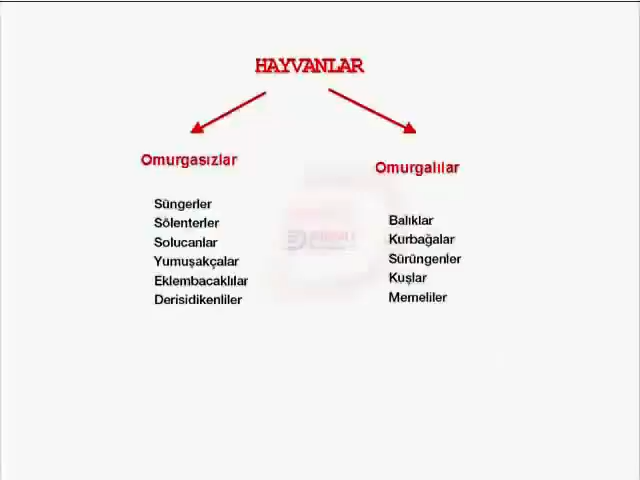 HAYVANLAR
Omurgasızlar
Süngerler
Sölenterler
Solucanlar
Yumuşakçalar
Eklembacaklılar
Derisidikenliler
Omurgalılar
Balıklar
Kurbağalar
Sürüngenler
Kuşlar
Memeliler